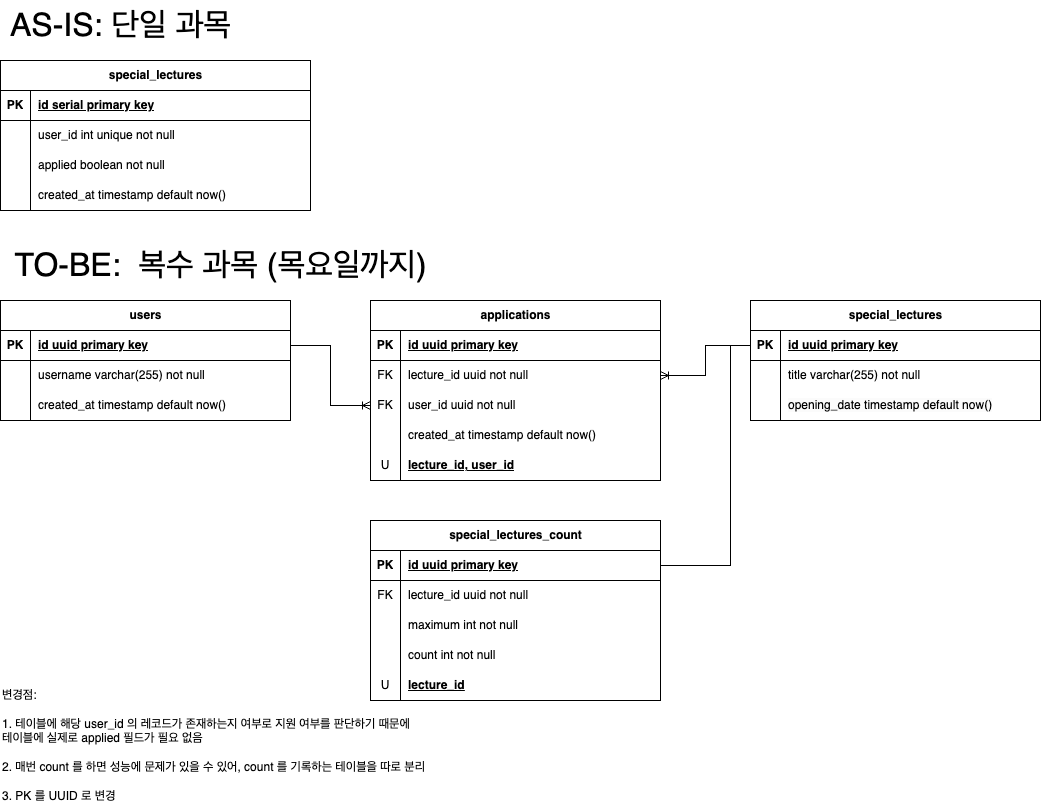 AS-IS: 단일 과목
special_lectures
PK id serial primary key
user_id int unique not null
applied boolean not null
created_at timestamp default now()
TO-BE: 복수 과목 (목요일까지)
users
PK id uuid primary key
username varchar(255) not null
created_at timestamp default now()
applications
PK id uuid primary key
FK lecture_id uuid not null
FK user_id uuid not null
created_at timestamp default now()
U lecture_id, user_id
special_lectures
PK id uuid primary key
title varchar(255) not null
opening_date timestamp default now()
special_lectures_count
PK id uuid primary key
FK lecture_id uuid not null
maximum int not null
count int not null
U lecture_id
변경점:
1. 테이블에 해당 user_id 의 레코드가 존재하는지 여부로 지원 여부를 판단하기 때문에
테이블에 실제로 applied 필드가 필요 없음
2. 매번 count 를 하면 성능에 문제가 있을 수 있어, count 를 기록하는 테이블을 따로 분리
3. PK 를 UUID 로 변경